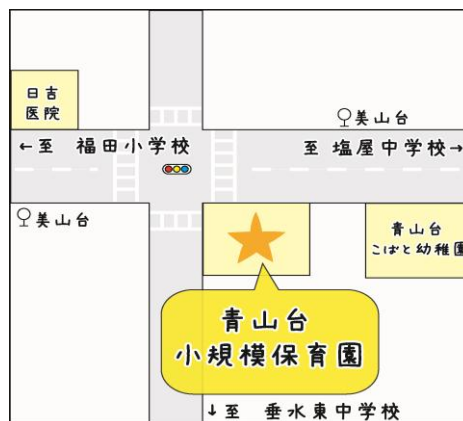 日吉
医院
美山台
←至 福田小学校
至 塩屋中学校→
美山台
青山台
こばと幼稚園
青山台
小規模保育園
↓至 垂水東中学校